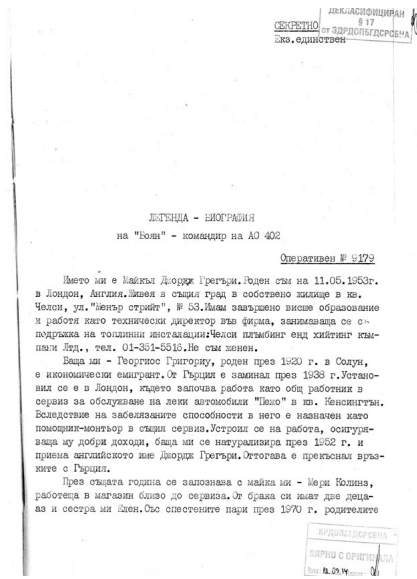 СЕКРЕТНО
Екз.единствен
ДЕКЛАСИФИЦИРАН
§ 17
от ЗДРДОПБГДСРСБНА
ЛЕГЕНДА - БИОГРАФИЯ
на "Боян" - командир на АО 402
Оперативен № 9179
Името ми е Майкъл Джордж Грегъри.Роден съм на 11.05.1953г.
в Лондон, Англия.Живея в същия град в собствено жилище в кв.
Челси, ул."Менър стрийт", № 53.Имам завършено висше образование
и работя като технически директор във фирма, занимаваща се с
подръжка на топлинни инсталации:Челси плъмбинг енд хийтинг към-
пани Лтд., тел. 01-351-5515.Не съм женен.
Баща ми - Георгиос Григориу, роден през 1920 г. в Солун,
е икономически емигрант.От Гърция е заминал през 1938 г.Устано-
вил се е в Лондон, където започва работа като общ работник в
сервиз за обслужване на леки автомобили "Пежо" в кв. Кенсингтън.
Вследствие на забелязаните способности в него е назначен като
помощник-монтьор в същия сервиз.Устроил се на работа, осигуря-
ваща му добри доходи, баща ми се натурализира през 1952 г. и
приема английското име Джордж Грегъри.Оттогава е прекъснал връз-
ките с Гърция.
През същата година се запознава с майка ми - Мери Колинз,
работеща в магазин близо до сервиза.От брака си имат две деца-
аз и сестра ми Елен.Със спестените пари през 1970 г. родителите
КРДОПБГДСРСБНА
ВЯРНО С ОРИГИНАЛА